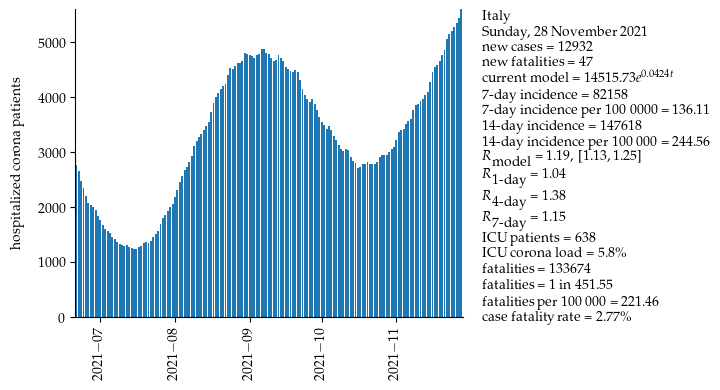 hospitalized corona patients
5000
4000
3000
2000
1000
0
2021−07
2021−08
2021−09
2021−10
2021−11
Italy
Sunday, 28 November 2021
new cases = 12932
new fatalities = 47
current model = 14515.73e^0.0424t
7-day incidence = 82158
7-day incidence per 100 0000 = 136.11
14-day incidence = 147618
14-day incidence per 100 000 = 244.56
R_model = 1.19, [1.13, 1.25]
R_1-day = 1.04
R_4-day = 1.38
R_7-day = 1.15
ICU patients = 638
ICU corona load = 5.8%
fatalities = 133674
fatalities = 1 in 451.55
fatalities per 100 000 = 221.46
case fatality rate = 2.77%